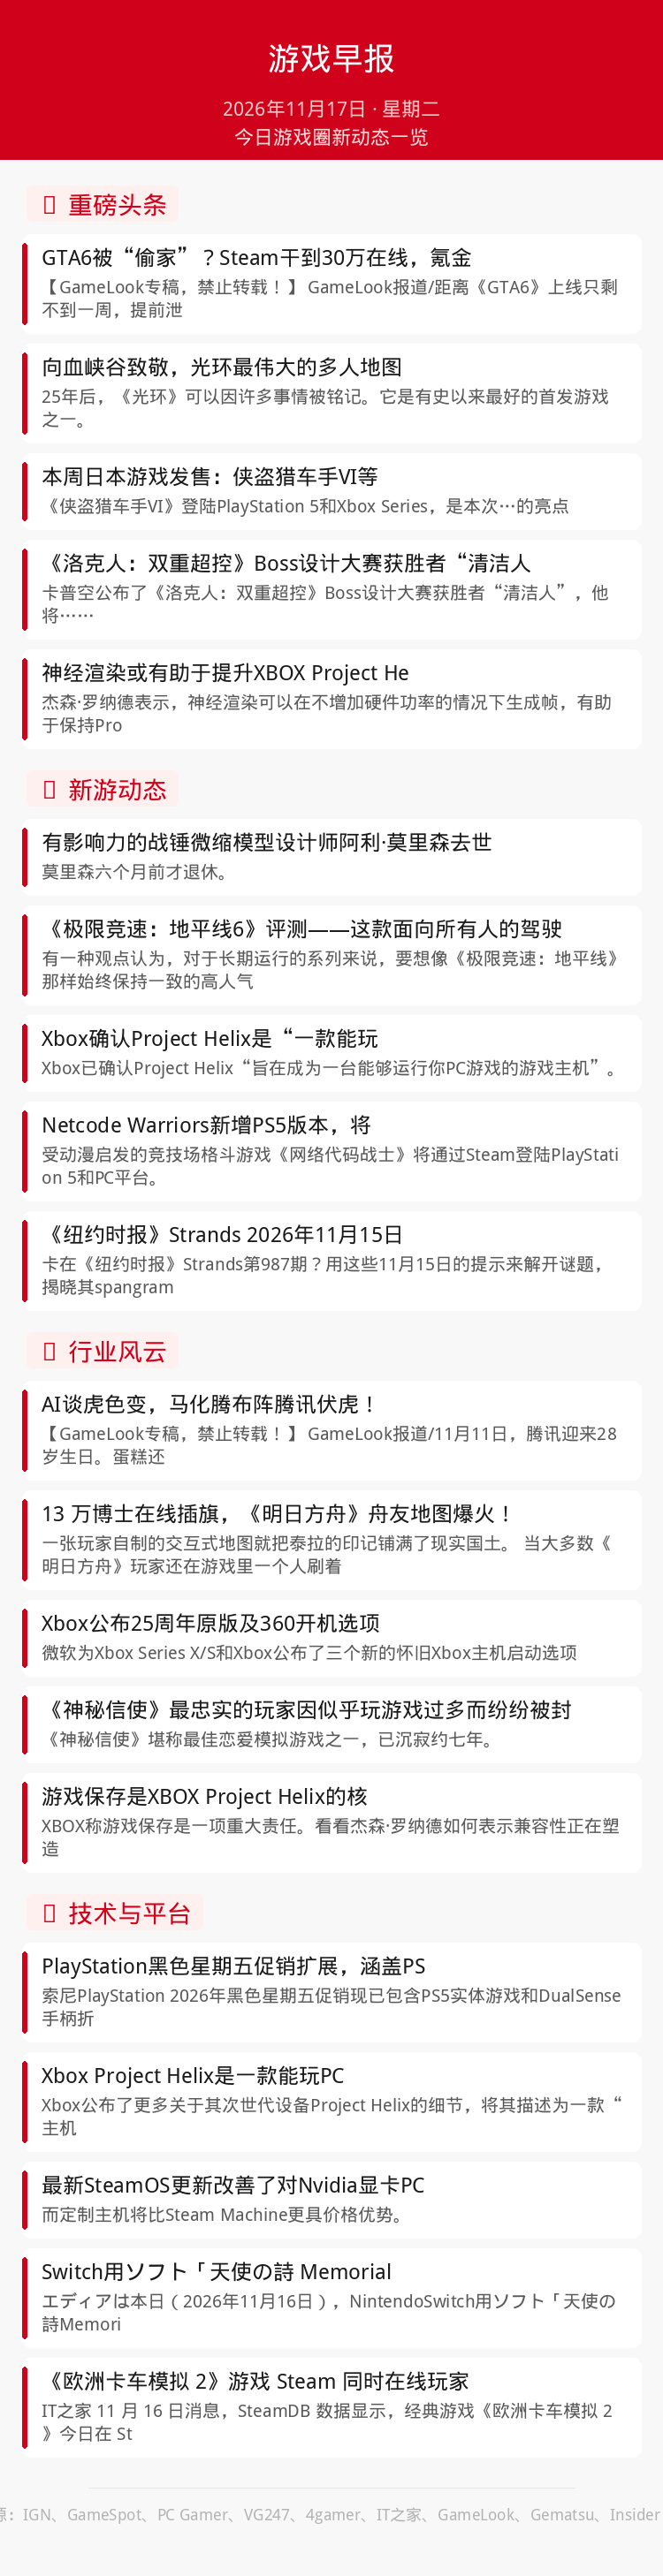 游戏早报
2026年11月17日 · 星期二
今日游戏圈新动态一览
重磅头条
GTA6被“偷家”？Steam干到30万在线，氪金
【GameLook专稿，禁止转载！】GameLook报道/距离《GTA6》上线只剩
不到一周，提前泄
向血峡谷致敬，光环最伟大的多人地图
25年后，《光环》可以因许多事情被铭记。它是有史以来最好的首发游戏
之一。
本周日本游戏发售：侠盗猎车手VI等
《侠盗猎车手VI》登陆PlayStation 5和Xbox Series，是本次…的亮点
《洛克人：双重超控》Boss设计大赛获胜者“清洁人
卡普空公布了《洛克人：双重超控》Boss设计大赛获胜者“清洁人”，他
将……
神经渲染或有助于提升XBOX Project He
杰森·罗纳德表示，神经渲染可以在不增加硬件功率的情况下生成帧，有助
于保持Pro
新游动态
有影响力的战锤微缩模型设计师阿利·莫里森去世
莫里森六个月前才退休。
《极限竞速：地平线6》评测——这款面向所有人的驾驶
有一种观点认为，对于长期运行的系列来说，要想像《极限竞速：地平线》
那样始终保持一致的高人气
Xbox确认Project Helix是“一款能玩
Xbox已确认Project Helix“旨在成为一台能够运行你PC游戏的游戏主机”。
Netcode Warriors新增PS5版本，将
受动漫启发的竞技场格斗游戏《网络代码战士》将通过Steam登陆PlayStati
on 5和PC平台。
《纽约时报》Strands 2026年11月15日
卡在《纽约时报》Strands第987期？用这些11月15日的提示来解开谜题，
揭晓其spangram
行业风云
AI谈虎色变，马化腾布阵腾讯伏虎！
【GameLook专稿，禁止转载！】GameLook报道/11月11日，腾讯迎来28
岁生日。蛋糕还
13 万博士在线插旗，《明日方舟》舟友地图爆火！
一张玩家自制的交互式地图就把泰拉的印记铺满了现实国土。 当大多数《
明日方舟》玩家还在游戏里一个人刷着
Xbox公布25周年原版及360开机选项
微软为Xbox Series X/S和Xbox公布了三个新的怀旧Xbox主机启动选项
《神秘信使》最忠实的玩家因似乎玩游戏过多而纷纷被封
《神秘信使》堪称最佳恋爱模拟游戏之一，已沉寂约七年。
游戏保存是XBOX Project Helix的核
XBOX称游戏保存是一项重大责任。看看杰森·罗纳德如何表示兼容性正在塑
造
技术与平台
PlayStation黑色星期五促销扩展，涵盖PS
索尼PlayStation 2026年黑色星期五促销现已包含PS5实体游戏和DualSense
手柄折
Xbox Project Helix是一款能玩PC
Xbox公布了更多关于其次世代设备Project Helix的细节，将其描述为一款“
主机
最新SteamOS更新改善了对Nvidia显卡PC
而定制主机将比Steam Machine更具价格优势。
Switch用ソフト「天使の詩 Memorial
エディアは本日（2026年11月16日），NintendoSwitch用ソフト「天使の
詩Memori
《欧洲卡车模拟 2》游戏 Steam 同时在线玩家
IT之家 11 月 16 日消息，SteamDB 数据显示，经典游戏《欧洲卡车模拟 2
》今日在 St
源：IGN、GameSpot、PC Gamer、VG247、4gamer、IT之家、GameLook、Gematsu、Insider